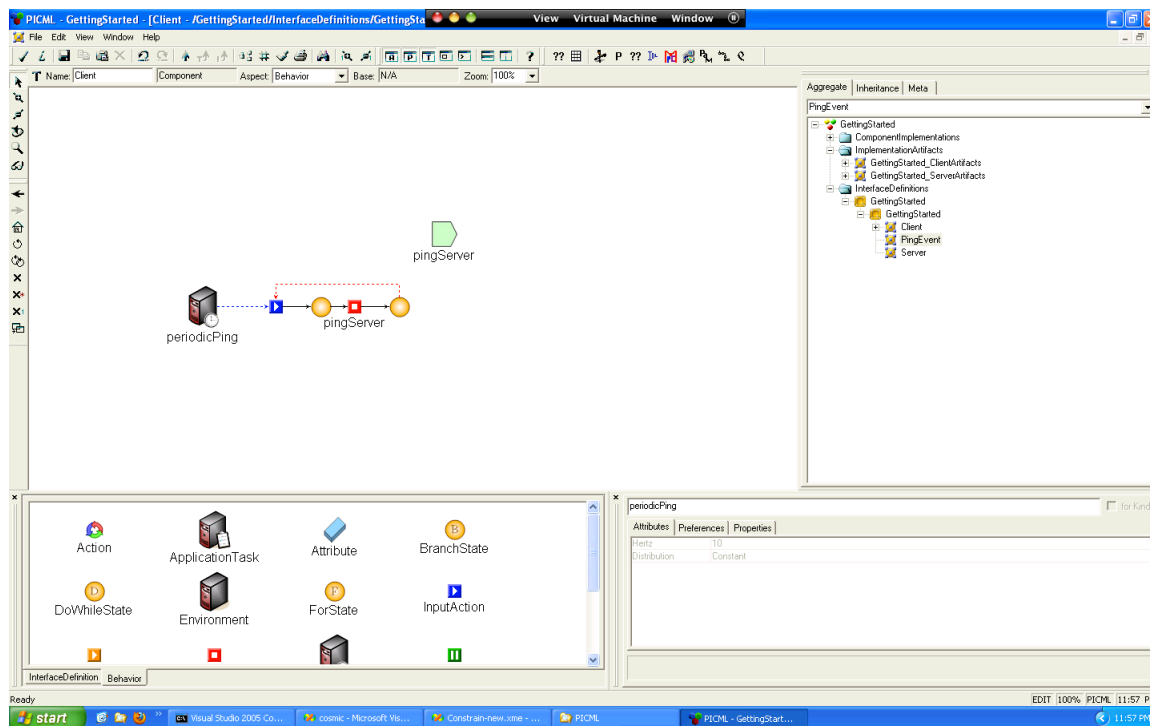 PICML - GettingStarted - [Client - /GettingStarted/InterfaceDefinitions/GettingSta
View Virtual Machine Window
File Edit View Window Help
Name: Client Component Aspect: Behavior Base: N/A Zoom: 100%
Aggregate Inheritance Meta
PingEvent
GettingStarted
ComponentImplementations
ImplementationArtifacts
GettingStarted_ClientArtifacts
GettingStarted_ServerArtifacts
InterfaceDefinitions
GettingStarted
GettingStarted
Client
PingEvent
Server
pingServer
pingServer
periodicPing
Action
ApplicationTask
Attribute
BranchState
DoWhileState
Environment
ForState
InputAction
InterfaceDefinition Behavior
periodicPing
for Kind
Attributes Preferences Properties
Hertz 10
Distribution Constant
Ready
EDIT 100% PICML 11:57 P
start
Visual Studio 2005 Co...
cosmic - Microsoft Vis...
Constrain-new.xme - ...
PICML
PICML - GettingStart...
11:57 PM